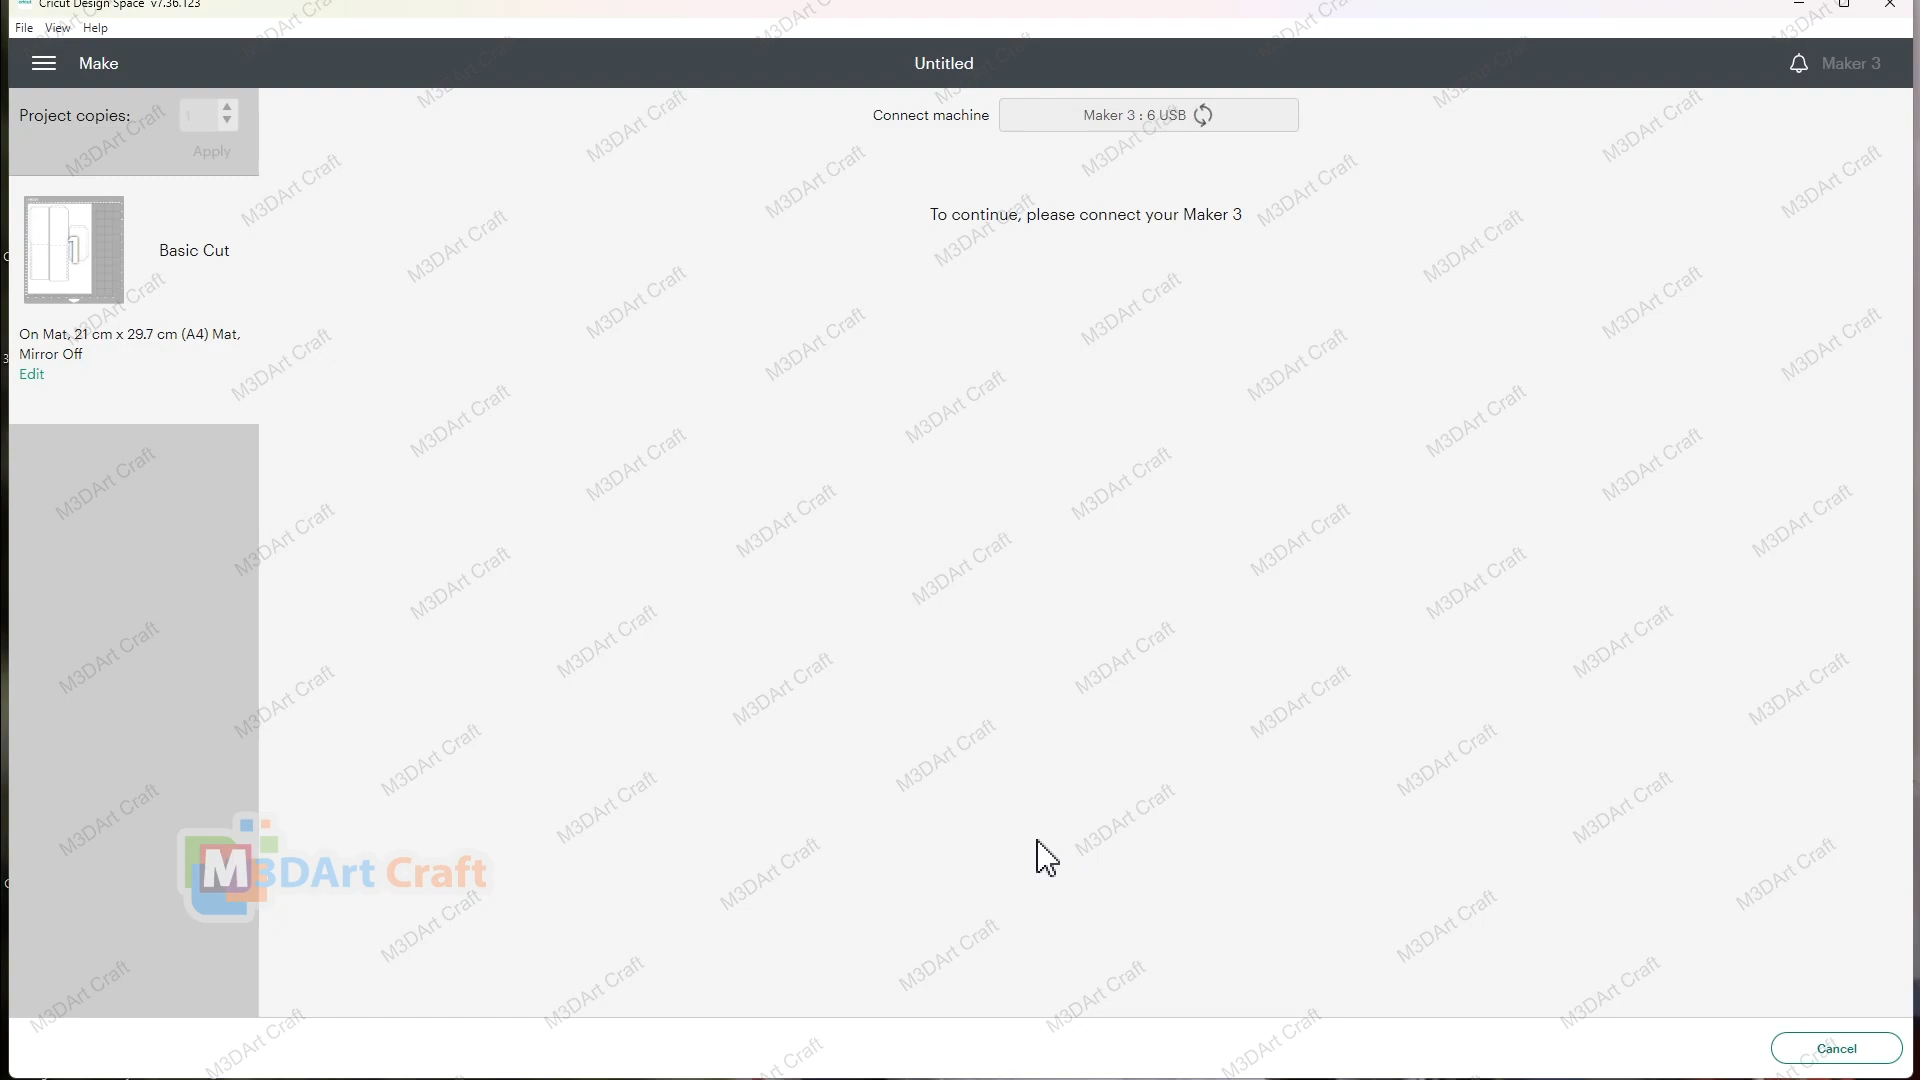 Cricut Design Space v7.36.123
File View Help
Make
Untitled
Maker 3
Project copies:
1
Apply
Connect machine
Maker 3 : 6 USB
To continue, please connect your Maker 3
Basic Cut
On Mat, 21 cm x 29.7 cm (A4) Mat,
Mirror Off
Edit
M3DArt Craft
Cancel